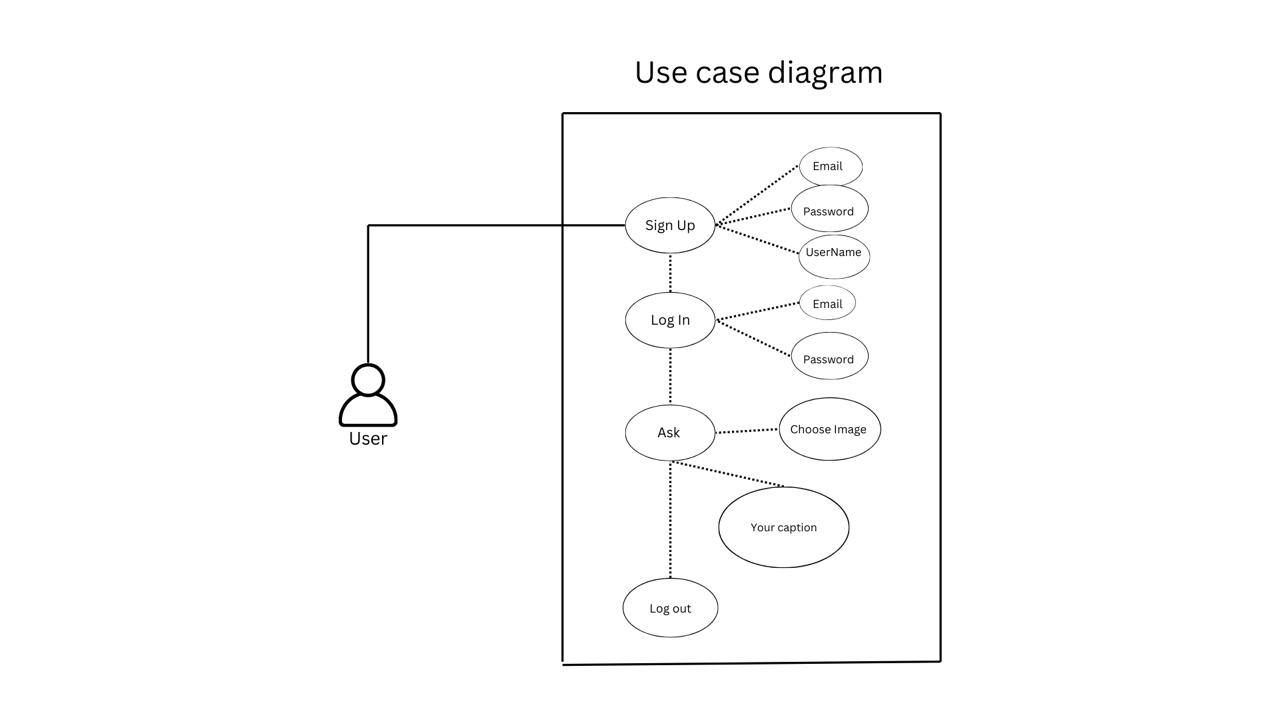 Use case diagram
Email
Password
Sign Up
UserName
Email
Log In
Password
Choose Image
Ask
User
Your caption
Log out